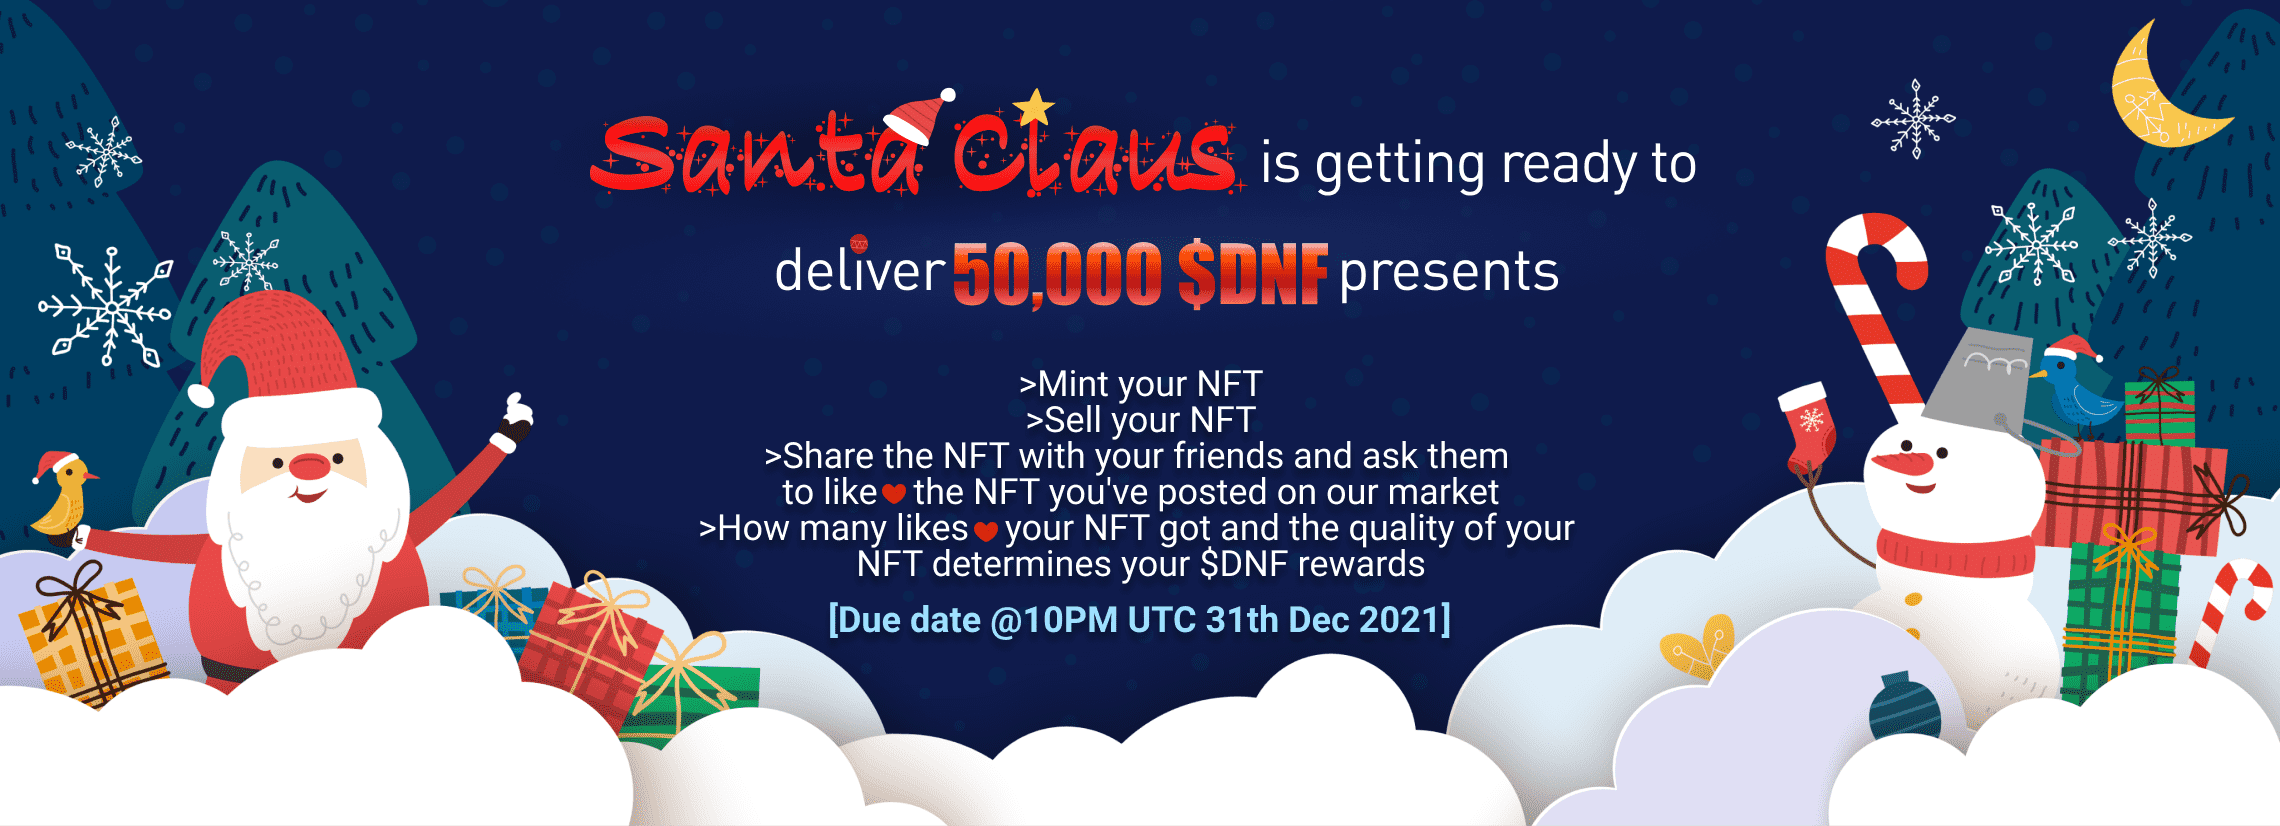 Santa Claus is getting ready to
deliver 50,000 $DNF presents
>Mint your NFT
>Sell your NFT
>Share the NFT with your friends and ask them
to like❤the NFT you've posted on our market
>How many likes❤your NFT got and the quality of your
NFT determines your $DNF rewards
[Due date @10PM UTC 31th Dec 2021]